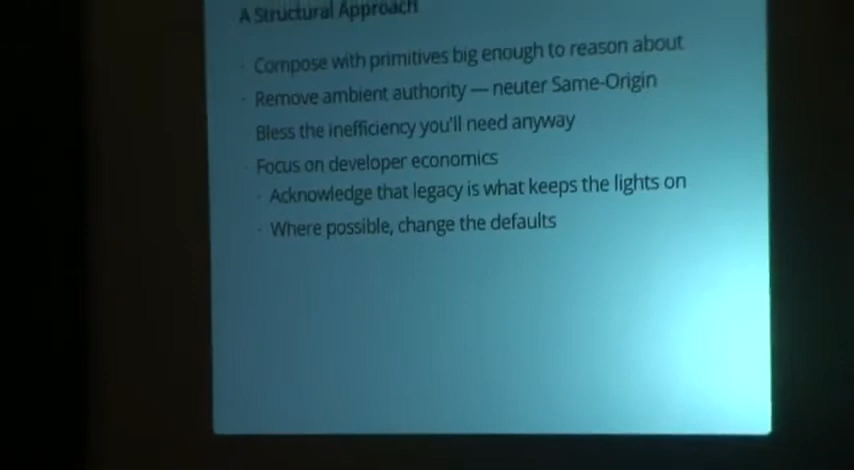 A Structural Approach
· Compose with primitives big enough to reason about
· Remove ambient authority — neuter Same-Origin
Bless the inefficiency you'll need anyway
· Focus on developer economics
· Acknowledge that legacy is what keeps the lights on
· Where possible, change the defaults